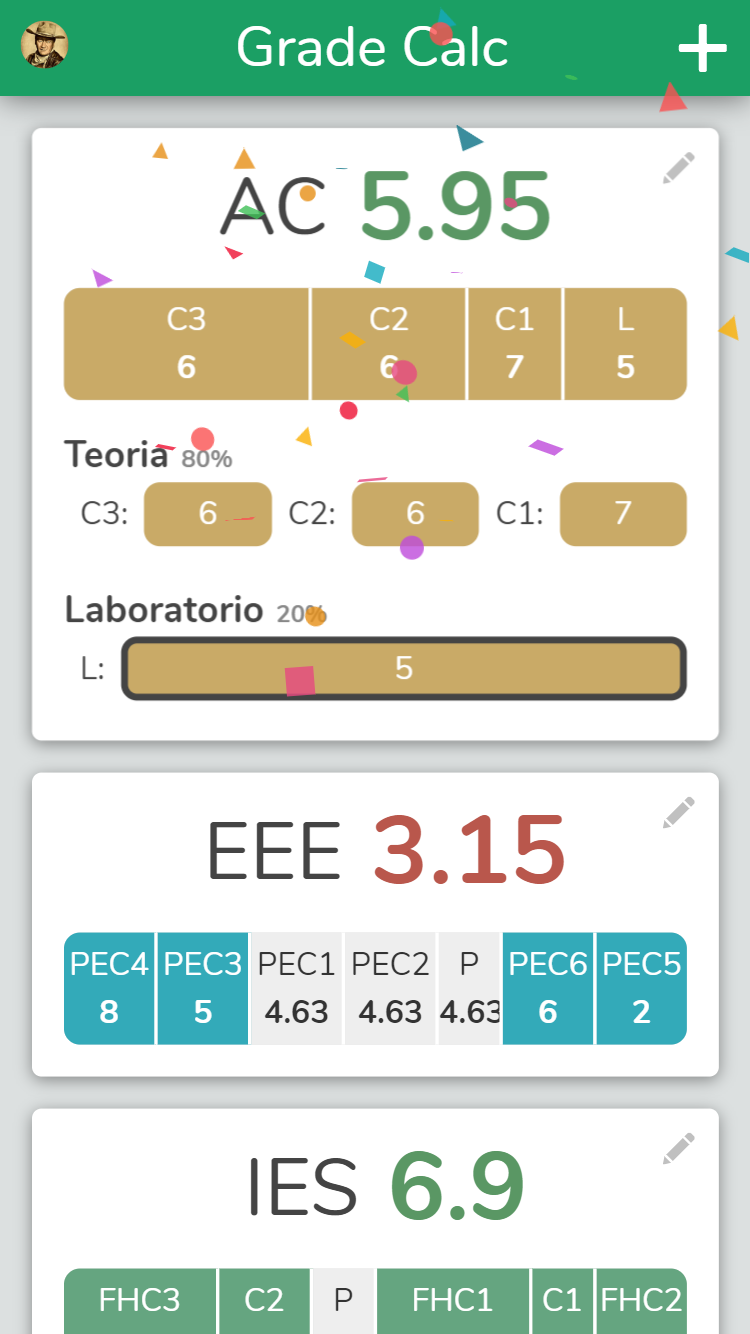 Grade Calc
AC 5.95
C3 C2 C1 L
6 6 7 5
Teoria 80%
C3: 6 C2: 6 C1: 7
Laboratorio 20%
L: 5
EEE 3.15
PEC4 PEC3 PEC1 PEC2 P PEC6 PEC5
8 5 4.63 4.63 4.63 6 2
IES 6.9
FHC3 C2 P FHC1 C1 FHC2